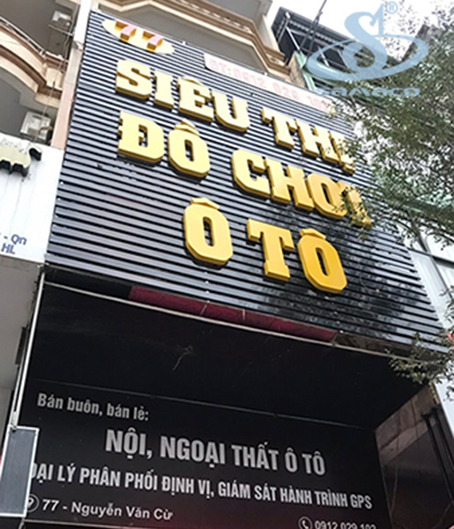 77
SIÊU THỊ
ĐỒ CHƠI
Ô TÔ
Bán buôn, bán lẻ:
NỘI, NGOẠI THẤT Ô TÔ
ĐẠI LÝ PHÂN PHỐI ĐỊNH VỊ, GIÁM SÁT HÀNH TRÌNH GPS
77 - Nguyễn Văn Cừ
HL